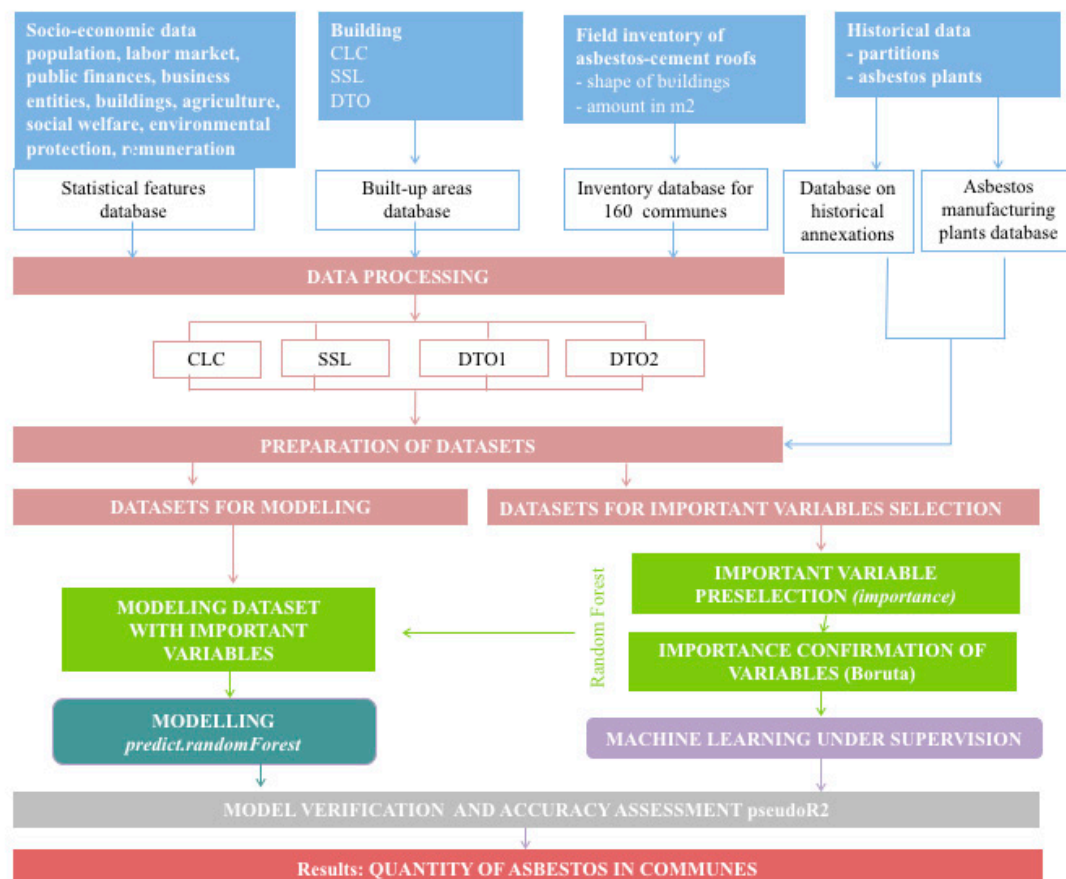 Socio-economic data
population, labor market,
public finances, business
entities, buildings, agriculture,
social welfare, environmental
protection, remuneration
Building
CLC
SSL
DTO
Field inventory of
asbestos-cement roofs
- shape of buildings
- amount in m2
Historical data
- partitions
- asbestos plants
Statistical features
database
Built-up areas
database
Inventory database for
160 communes
Database on
historical
annexations
Asbestos
manufacturing
plants database
DATA PROCESSING
CLC
SSL
DTO1
DTO2
PREPARATION OF DATASETS
DATASETS FOR MODELING
DATASETS FOR IMPORTANT VARIABLES SELECTION
MODELING DATASET
WITH IMPORTANT
VARIABLES
Random Forest
IMPORTANT VARIABLE
PRESELECTION (importance)
IMPORTANCE CONFIRMATION OF
VARIABLES (Boruta)
MODELLING
predict.randomForest
MACHINE LEARNING UNDER SUPERVISION
MODEL VERIFICATION AND ACCURACY ASSESSMENT pseudoR2
Results: QUANTITY OF ASBESTOS IN COMMUNES